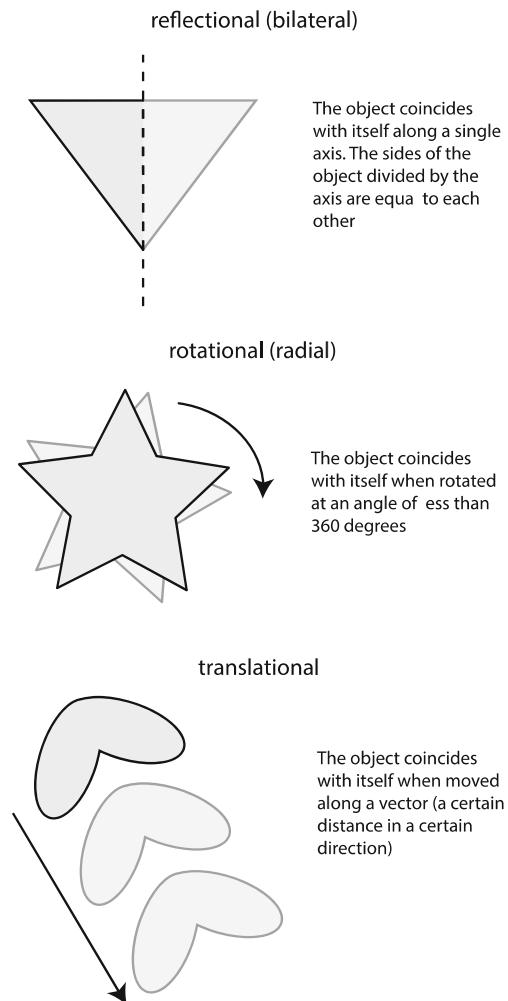 reflectional (bilateral)
The object coincides
with itself along a single
axis. The sides of the
object divided by the
axis are equa  to each
other
rotational (radial)
The object coincides
with itself when rotated
at an angle of  ess than
360 degrees
translational
The object coincides
with itself when moved
along a vector (a certain
distance in a certain
direction)